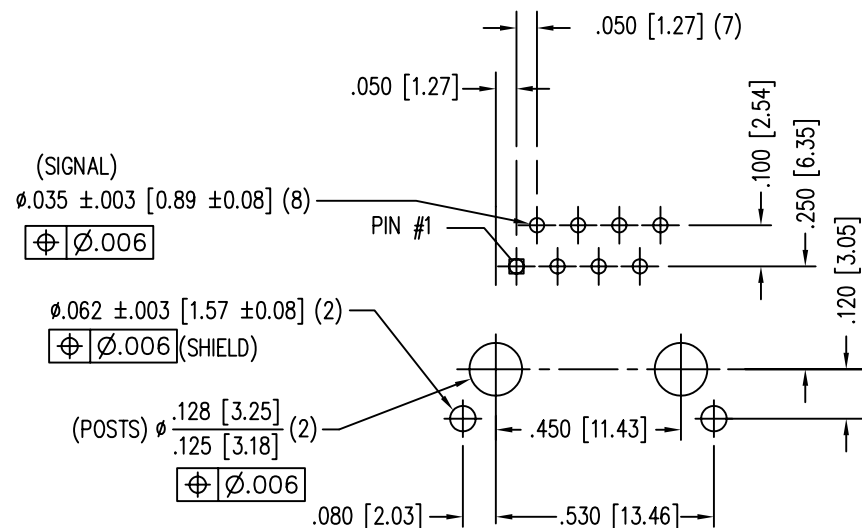 .050 [1.27] (7)
.050 [1.27]
.100 [2.54]
.250 [6.35]
(SIGNAL)
ø.035 ±.003 [0.89 ±0.08] (8)
⌖ Ø.006
PIN #1
.120 [3.05]
ø.062 ±.003 [1.57 ±0.08] (2)
⌖ Ø.006 (SHIELD)
(POSTS) ø .128 [3.25]
.125 [3.18] (2)
.450 [11.43]
⌖ Ø.006
.080 [2.03]
.530 [13.46]